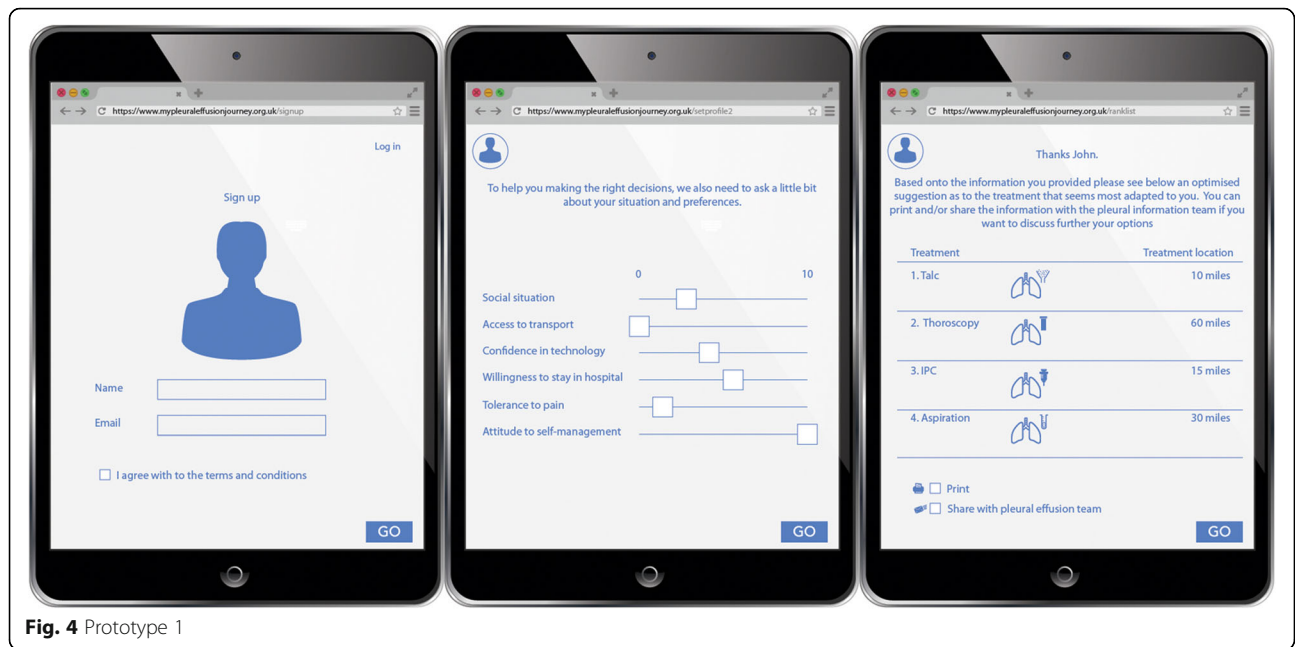 https://www.mypleuraleffusionjourney.org.uk/signup
Log in
Sign up
Name
Email
I agree with to the terms and conditions
GO
https://www.mypleuraleffusionjourney.org.uk/setprofile2
To help you making the right decisions, we also need to ask a little bit
about your situation and preferences.
0 10
Social situation
Access to transport
Confidence in technology
Willingness to stay in hospital
Tolerance to pain
Attitude to self-management
GO
https://www.mypleuraleffusionjourney.org.uk/ranklist
Thanks John.
Based onto the information you provided please see below an optimised
suggestion as to the treatment that seems most adapted to you. You can
print and/or share the information with the pleural information team if you
want to discuss further your options
Treatment Treatment location
1. Talc 10 miles
2. Thoroscopy 60 miles
3. IPC 15 miles
4. Aspiration 30 miles
Print
Share with pleural effusion team
GO
Fig. 4 Prototype 1